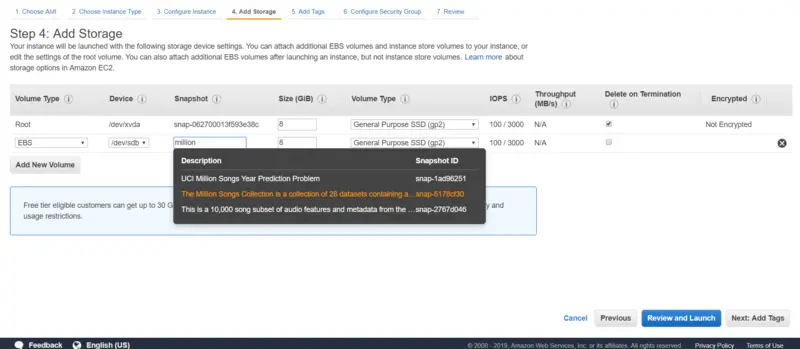 1. Choose AMI 2. Choose Instance Type 3. Configure Instance 4. Add Storage 5. Add Tags 6. Configure Security Group 7. Review
Step 4: Add Storage
Your instance will be launched with the following storage device settings. You can attach additional EBS volumes and instance store volumes to your instance, or
edit the settings of the root volume. You can also attach additional EBS volumes after launching an instance, but not instance store volumes. Learn more about
storage options in Amazon EC2.
Volume Type Device Snapshot Size (GiB) Volume Type IOPS Throughput (MB/s) Delete on Termination Encrypted
Root /dev/xvda snap-062700013f593e38c 8 General Purpose SSD (gp2) 100 / 3000 N/A Not Encrypted
EBS /dev/sdb million 8 General Purpose SSD (gp2) 100 / 3000 N/A
Add New Volume
Description Snapshot ID
UCI Million Songs Year Prediction Problem snap-1ad96251
The Million Songs Collection is a collection of 28 datasets containing a... snap-5178cf30
This is a 10,000 song subset of audio features and metadata from the ... snap-2767d046
Free tier eligible customers can get up to 30 G
y and
usage restrictions.
Cancel Previous Review and Launch Next: Add Tags
Feedback English (US) © 2008 - 2019, Amazon Web Services, Inc. or its affiliates. All rights reserved. Privacy Policy Terms of Use